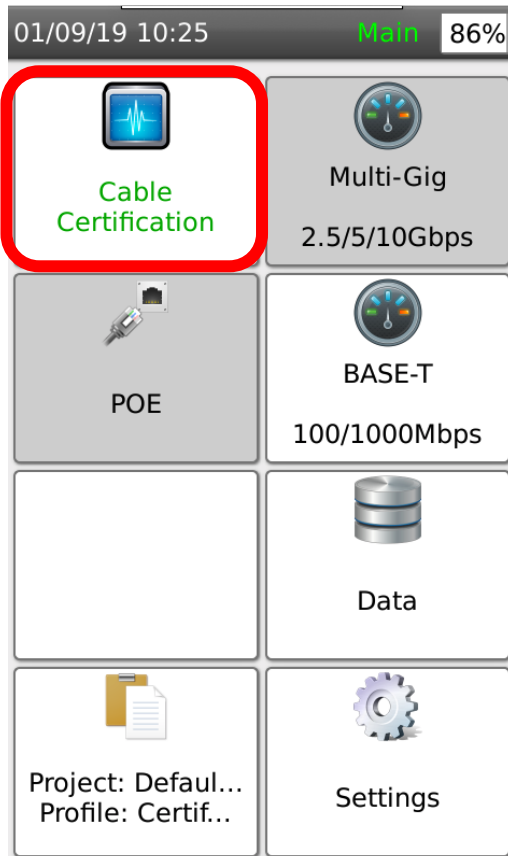 01/09/19 10:25 Main 86%
Cable
Certification
Multi-Gig
2.5/5/10Gbps
POE
BASE-T
100/1000Mbps
Data
Project: Defaul...
Profile: Certif...
Settings